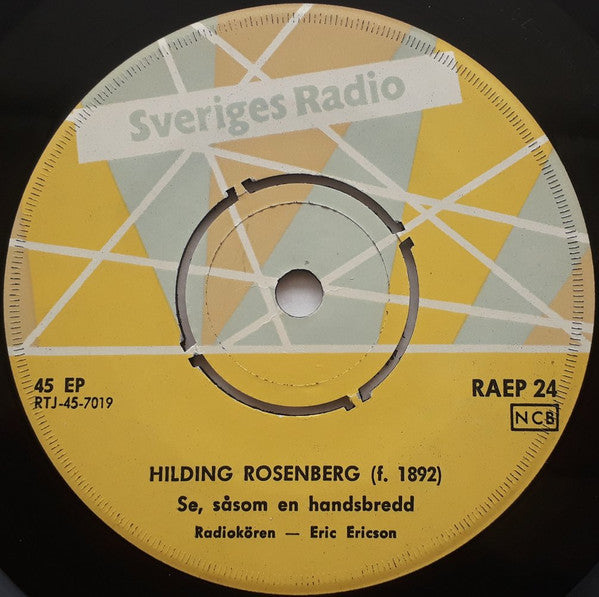 Sveriges Radio
45 EP
RTJ-45-7019
RAEP 24
NCB
HILDING ROSENBERG (f. 1892)
Se, såsom en handsbredd
Radiokören — Eric Ericson